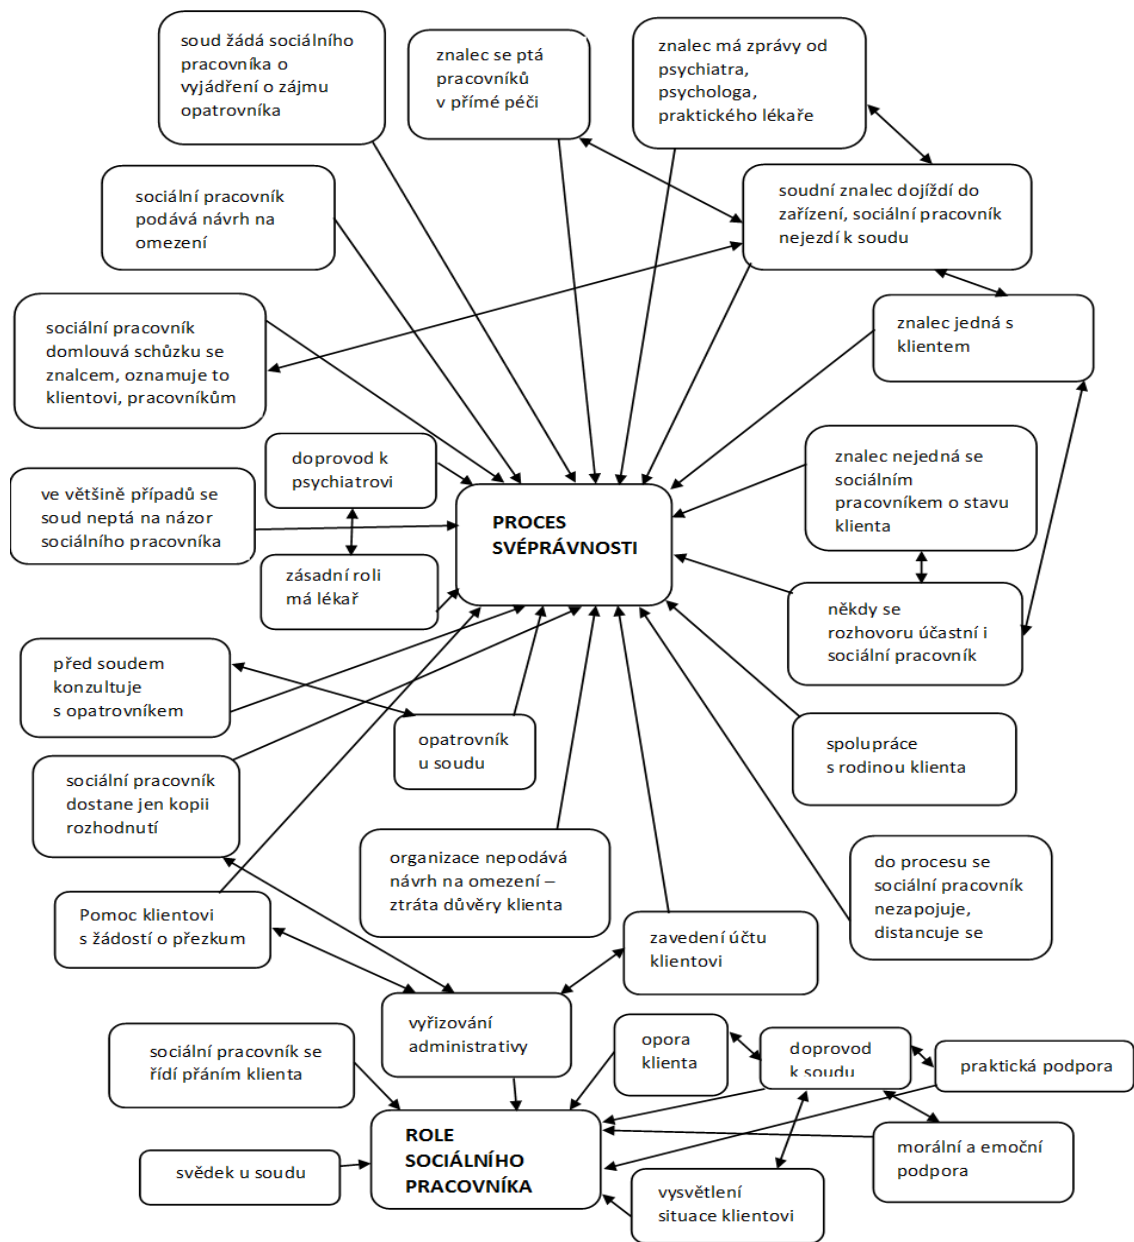 soud žádá sociálního
pracovníka o
vyjádření o zájmu
opatrovníka
znalec se ptá
pracovníků
v přímé péči
znalec má zprávy od
psychiatra,
psychologa,
praktického lékaře
sociální pracovník
podává návrh na
omezení
soudní znalec dojíždí do
zařízení, sociální pracovník
nejezdí k soudu
sociální pracovník
domlouvá schůzku se
znalcem, oznamuje to
klientovi, pracovníkům
znalec jedná s
klientem
doprovod k
psychiatrovi
znalec nejedná se
sociálním
pracovníkem o stavu
klienta
ve většině případů se
soud neptá na názor
sociálního pracovníka
PROCES
SVÉPRÁVNOSTI
zásadní roli
má lékař
někdy se
rozhovoru účastní i
sociální pracovník
před soudem
konzultuje
s opatrovníkem
opatrovník
u soudu
spolupráce
s rodinou klienta
sociální pracovník
dostane jen kopii
rozhodnutí
organizace nepodává
návrh na omezení –
ztráta důvěry klienta
do procesu se
sociální pracovník
nezapojuje,
distancuje se
Pomoc klientovi
s žádostí o přezkum
zavedení účtu
klientovi
vyřizování
administrativy
sociální pracovník se
řídí přáním klienta
opora
klienta
doprovod
k soudu
praktická podpora
ROLE
SOCIÁLNÍHO
PRACOVNÍKA
morální a emoční
podpora
svědek u soudu
vysvětlení
situace klientovi